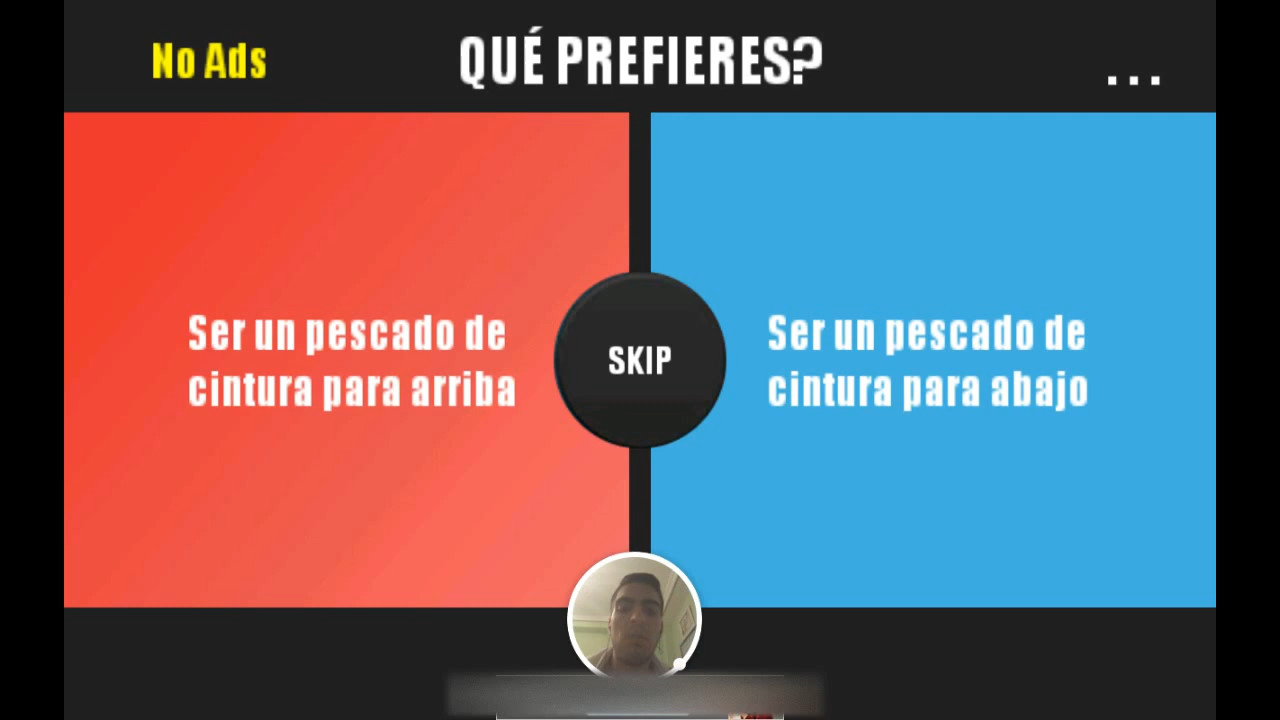 No Ads
QUÉ PREFIERES?
...
Ser un pescado de
cintura para arriba
SKIP
Ser un pescado de
cintura para abajo